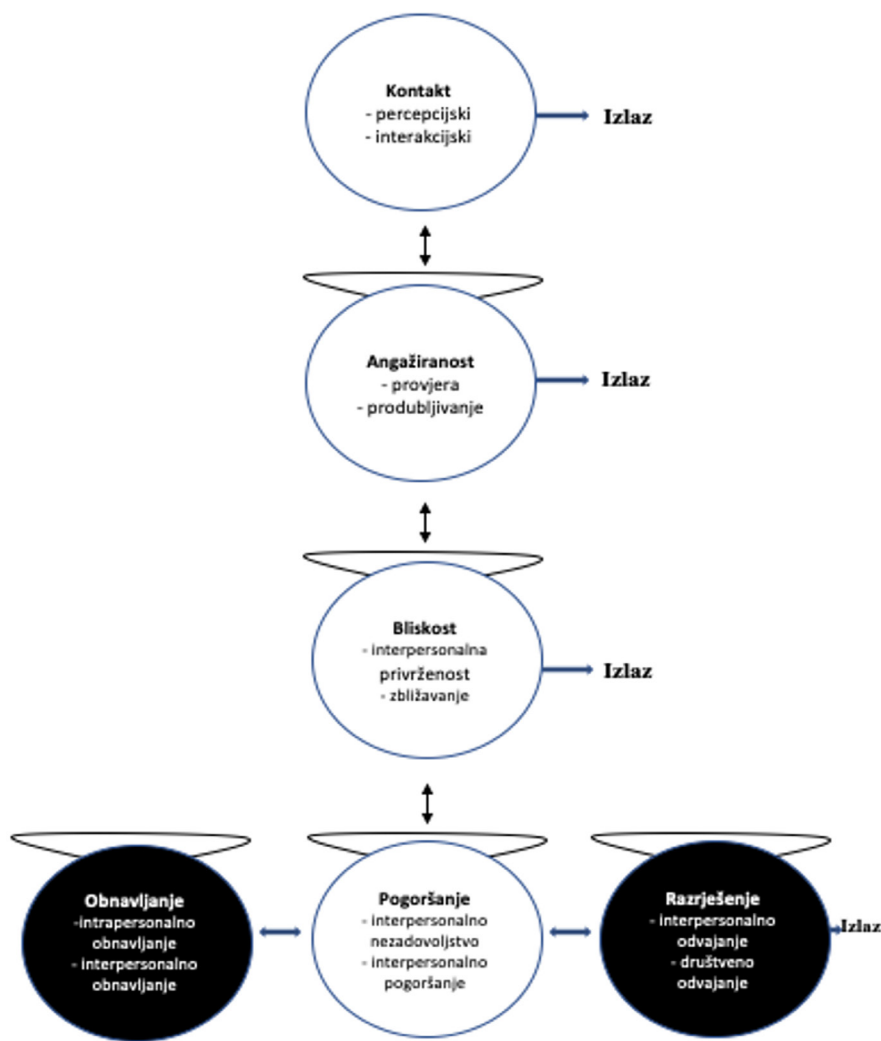 Kontakt
- percepcijski
- interakcijski
Izlaz
Angažiranost
- provjera
- produbljivanje
Izlaz
Bliskost
- interpersonalna
privrženost
- zbližavanje
Izlaz
Obnavljanje
-intrapersonalno
obnavljanje
- interpersonalno
obnavljanje
Pogoršanje
- interpersonalno
nezadovoljstvo
- interpersonalno
pogoršanje
Razrješenje
- interpersonalno
odvajanje
- društveno
odvajanje
Izlaz